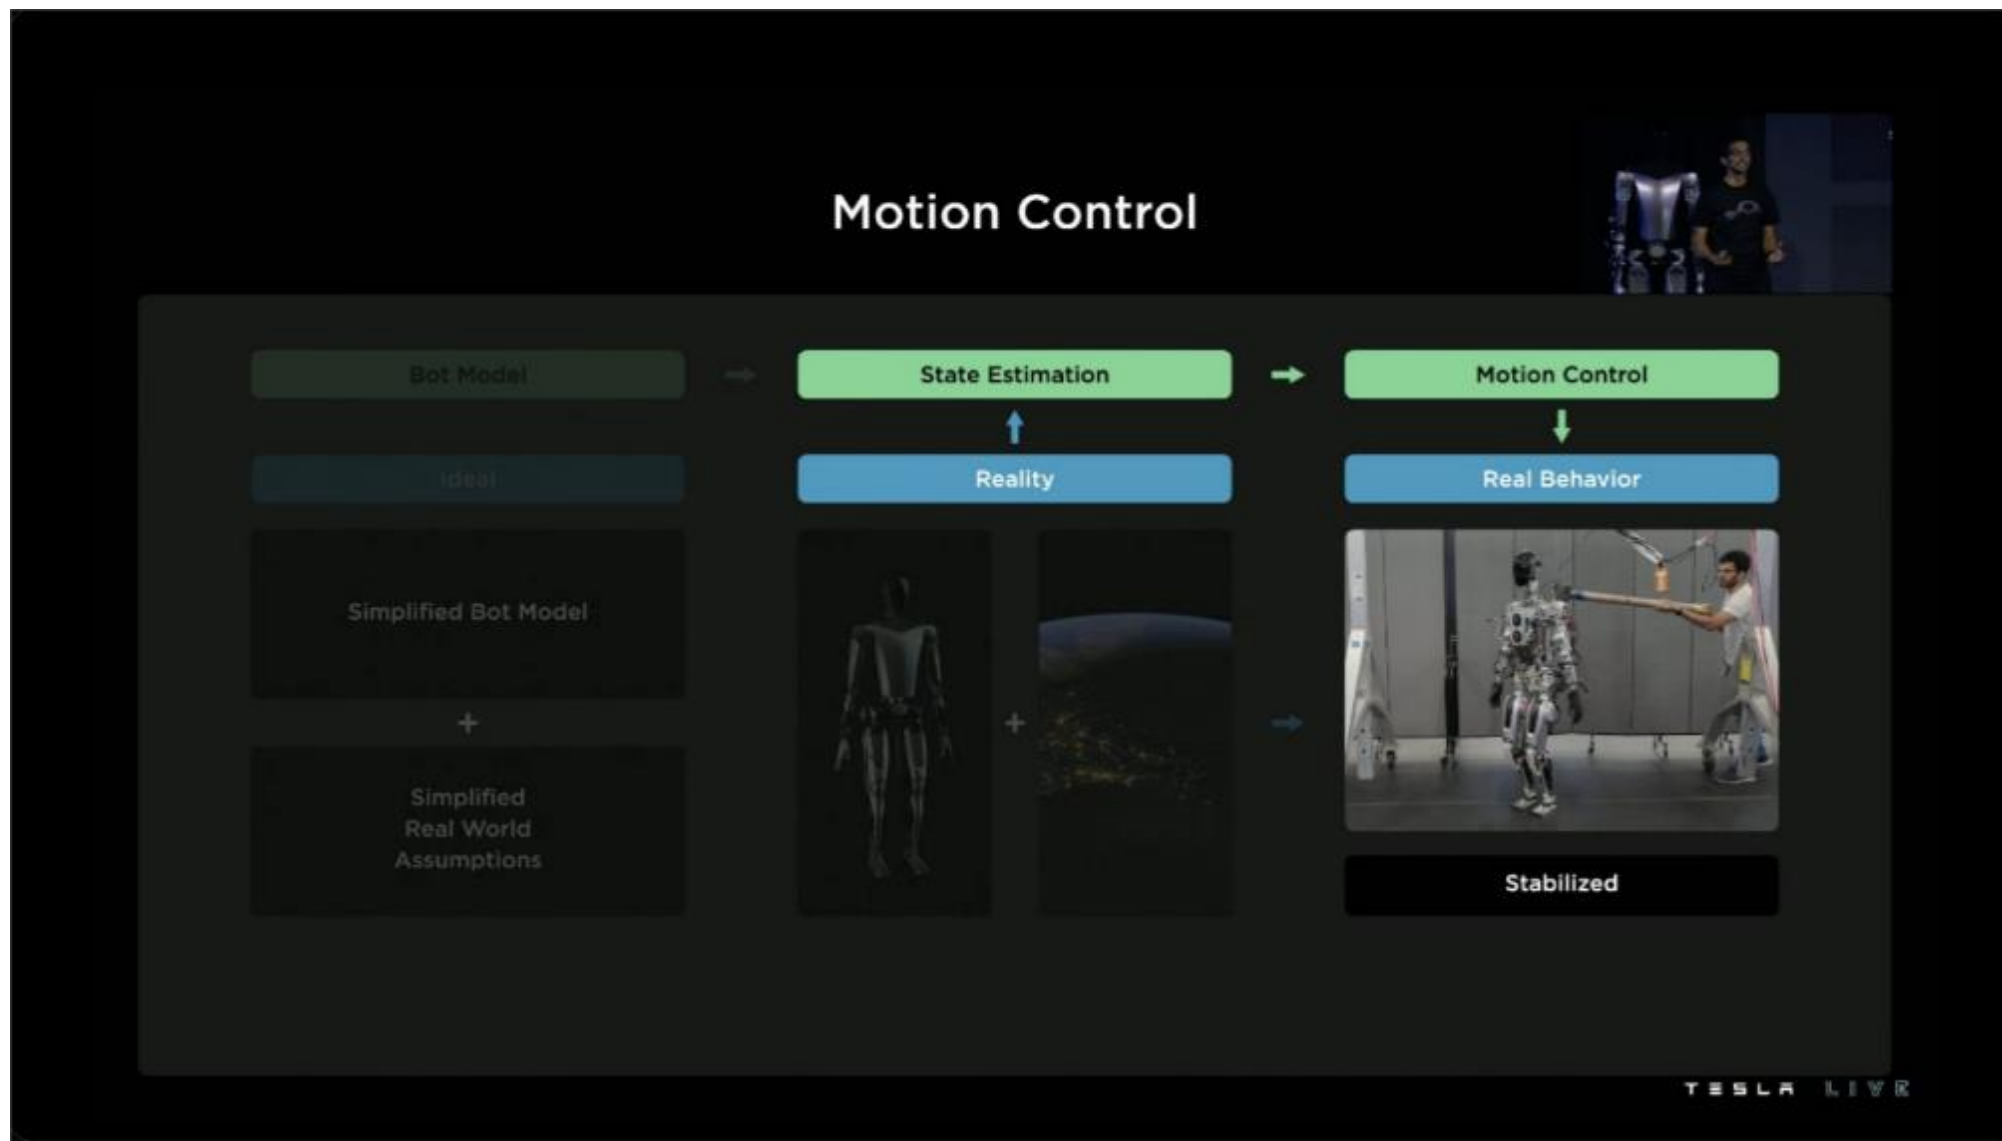 Motion Control
Bot Model
State Estimation
Motion Control
Ideal
Reality
Real Behavior
Simplified Bot Model
+
+
Simplified
Real World
Assumptions
Stabilized
TESLA LIVE